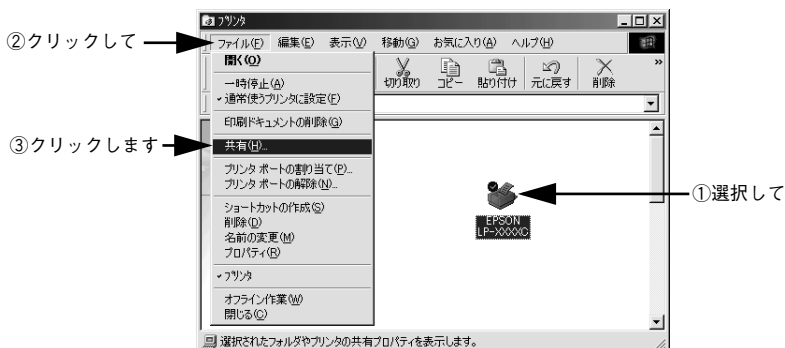 プリンタ
②クリックして
ファイル(F) 編集(E) 表示(V) 移動(G) お気に入り(A) ヘルプ(H)
開く(O)
切り取り コピー 貼り付け 元に戻す 削除
一時停止(A)
通常使うプリンタに設定(F)
印刷ドキュメントの削除(G)
③クリックします
共有(H)...
プリンタ ポートの割り当て(P)...
プリンタ ポートの解除(N)...
①選択して
ショートカットの作成(S)
EPSON
LP-XXXXC
削除(D)
名前の変更(M)
プロパティ(R)
プリンタ
オフライン作業(W)
閉じる(C)
選択されたフォルダやプリンタの共有プロパティを表示します。